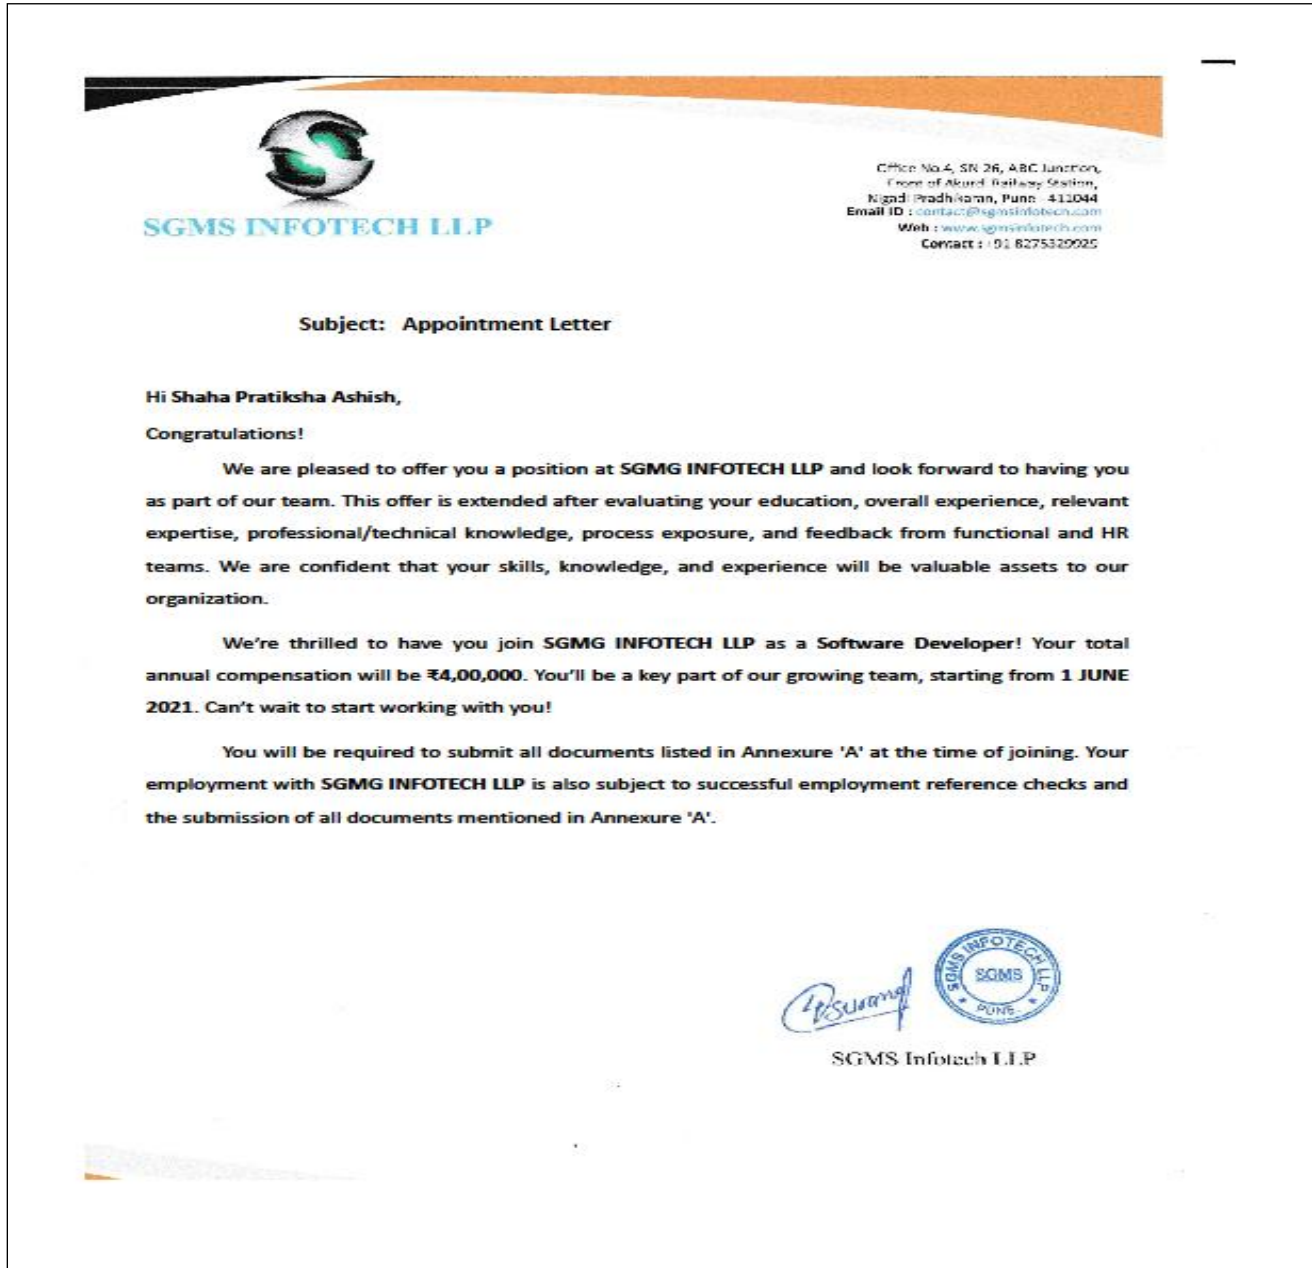 SGMS INFOTECH LLP
Office No.4, SN 26, ABC Junction,
Front of Akurdi Railway Station,
Nigadi Pradhikaran, Pune - 411044
Email ID : contact@sgmsinfotech.com
Web : www.sgmsinfotech.com
Contact : +91 8275329925
Subject: Appointment Letter
Hi Shaha Pratiksha Ashish,
Congratulations!
We are pleased to offer you a position at SGMG INFOTECH LLP and look forward to having you
as part of our team. This offer is extended after evaluating your education, overall experience, relevant
expertise, professional/technical knowledge, process exposure, and feedback from functional and HR
teams. We are confident that your skills, knowledge, and experience will be valuable assets to our
organization.
We're thrilled to have you join SGMG INFOTECH LLP as a Software Developer! Your total
annual compensation will be ₹4,00,000. You'll be a key part of our growing team, starting from 1 JUNE
2021. Can't wait to start working with you!
You will be required to submit all documents listed in Annexure 'A' at the time of joining. Your
employment with SGMG INFOTECH LLP is also subject to successful employment reference checks and
the submission of all documents mentioned in Annexure 'A'.
SGMS INFOTECH LLP
SGMS
PUNE
SGMS Infotech LLP